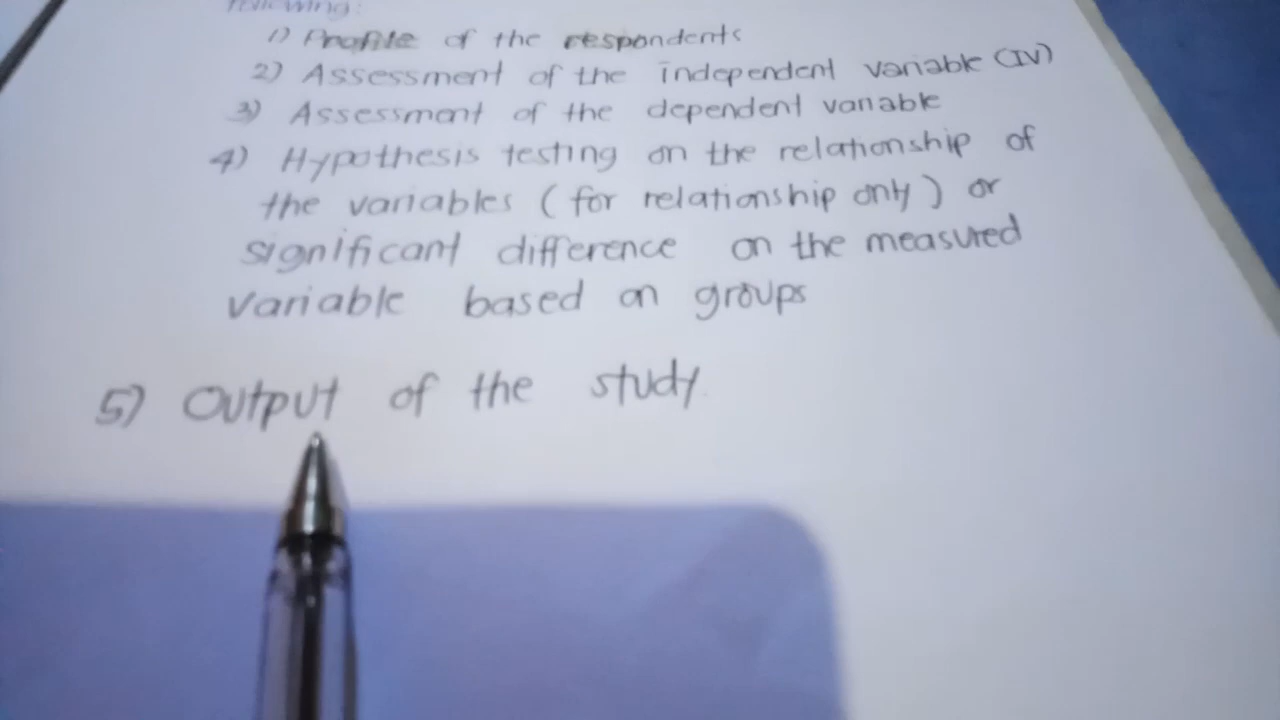 following:
1) Profile of the respondents
2) Assessment of the independent variable (IV)
3) Assessment of the dependent variable
4) Hypothesis testing on the relationship of
the variables (for relationship only) or
significant difference on the measured
variable based on groups
5) Output of the study.